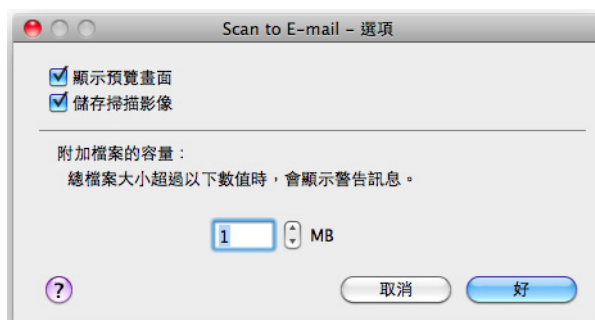 Scan to E-mail – 選項
顯示預覽畫面
儲存掃描影像
附加檔案的容量：
總檔案大小超過以下數值時，會顯示警告訊息。
1 MB
? 取消 好